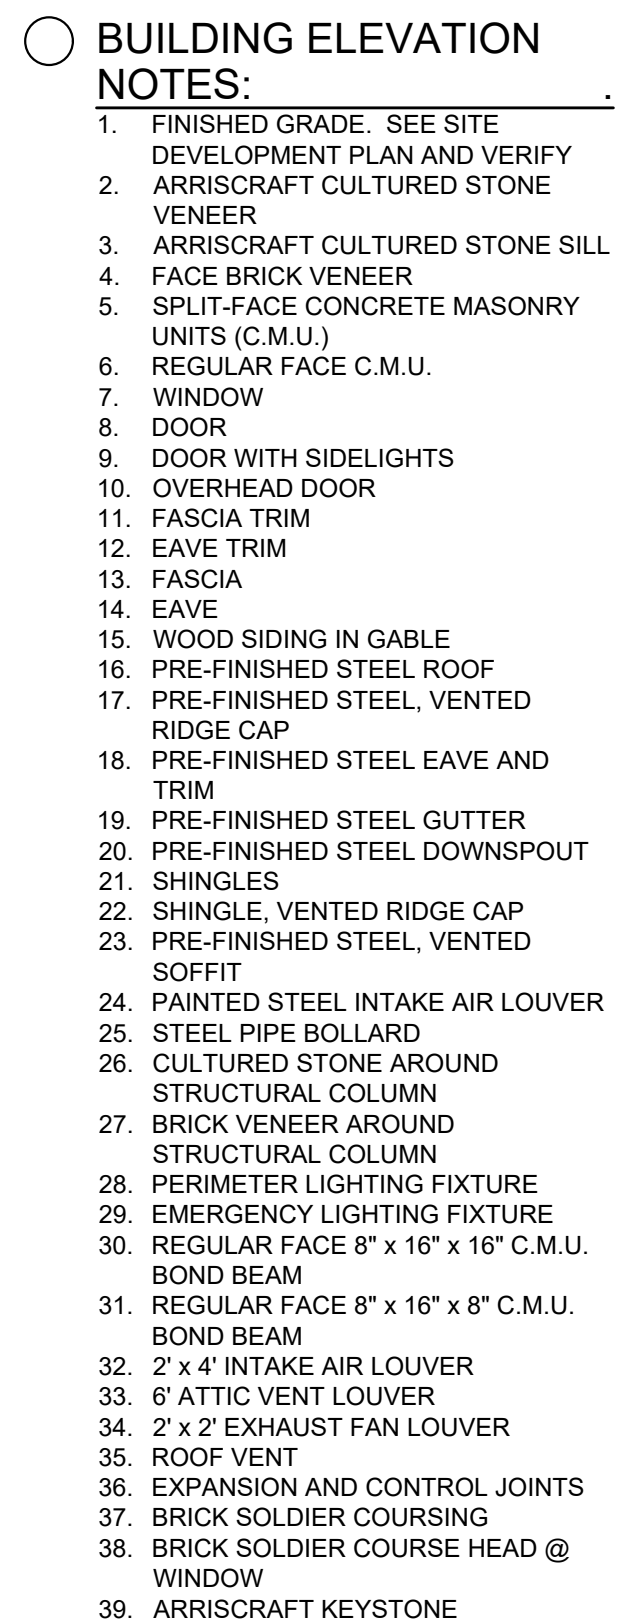 BUILDING ELEVATION
NOTES: .
1. FINISHED GRADE. SEE SITE
DEVELOPMENT PLAN AND VERIFY
2. ARRISCRAFT CULTURED STONE
VENEER
3. ARRISCRAFT CULTURED STONE SILL
4. FACE BRICK VENEER
5. SPLIT-FACE CONCRETE MASONRY
UNITS (C.M.U.)
6. REGULAR FACE C.M.U.
7. WINDOW
8. DOOR
9. DOOR WITH SIDELIGHTS
10. OVERHEAD DOOR
11. FASCIA TRIM
12. EAVE TRIM
13. FASCIA
14. EAVE
15. WOOD SIDING IN GABLE
16. PRE-FINISHED STEEL ROOF
17. PRE-FINISHED STEEL, VENTED
RIDGE CAP
18. PRE-FINISHED STEEL EAVE AND
TRIM
19. PRE-FINISHED STEEL GUTTER
20. PRE-FINISHED STEEL DOWNSPOUT
21. SHINGLES
22. SHINGLE, VENTED RIDGE CAP
23. PRE-FINISHED STEEL, VENTED
SOFFIT
24. PAINTED STEEL INTAKE AIR LOUVER
25. STEEL PIPE BOLLARD
26. CULTURED STONE AROUND
STRUCTURAL COLUMN
27. BRICK VENEER AROUND
STRUCTURAL COLUMN
28. PERIMETER LIGHTING FIXTURE
29. EMERGENCY LIGHTING FIXTURE
30. REGULAR FACE 8" x 16" x 16" C.M.U.
BOND BEAM
31. REGULAR FACE 8" x 16" x 8" C.M.U.
BOND BEAM
32. 2' x 4' INTAKE AIR LOUVER
33. 6' ATTIC VENT LOUVER
34. 2' x 2' EXHAUST FAN LOUVER
35. ROOF VENT
36. EXPANSION AND CONTROL JOINTS
37. BRICK SOLDIER COURSING
38. BRICK SOLDIER COURSE HEAD @
WINDOW
39. ARRISCRAFT KEYSTONE